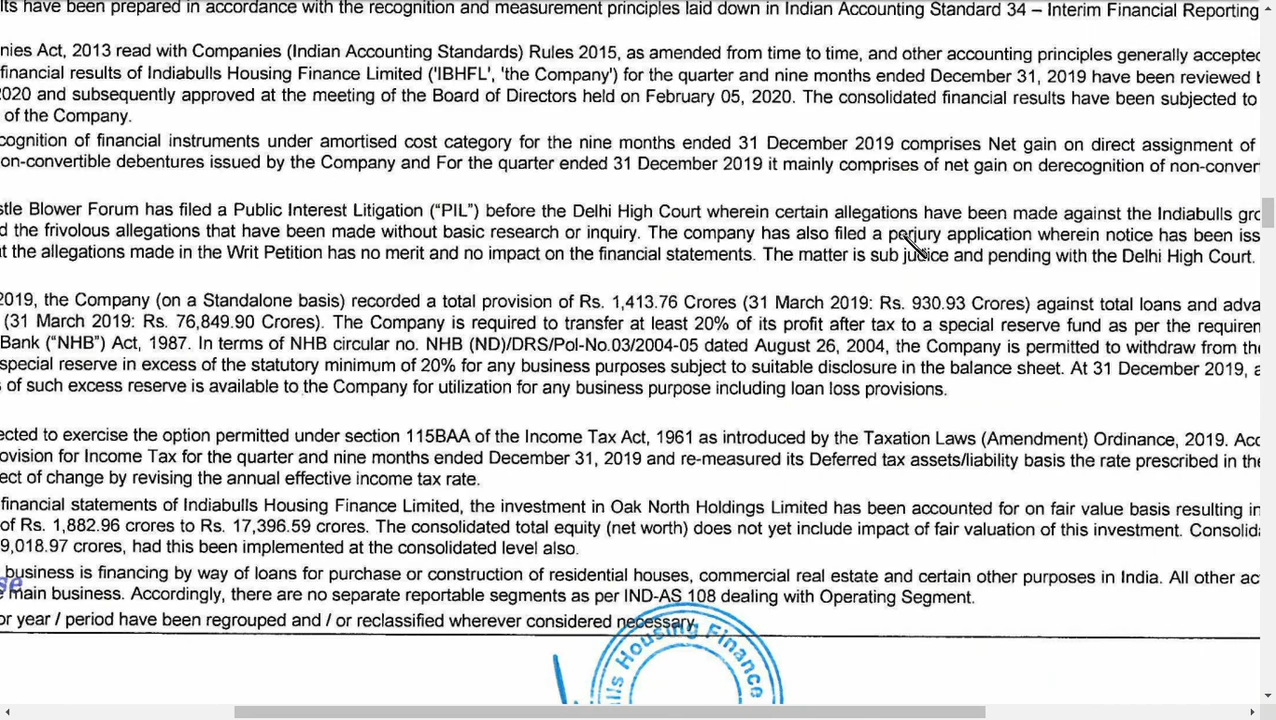 lts have been prepared in accordance with the recognition and measurement principles laid down in Indian Accounting Standard 34 – Interim Financial Reporting
nies Act, 2013 read with Companies (Indian Accounting Standards) Rules 2015, as amended from time to time, and other accounting principles generally accepted
financial results of Indiabulls Housing Finance Limited ('IBHFL', 'the Company') for the quarter and nine months ended December 31, 2019 have been reviewed b
020 and subsequently approved at the meeting of the Board of Directors held on February 05, 2020. The consolidated financial results have been subjected to
of the Company.
cognition of financial instruments under amortised cost category for the nine months ended 31 December 2019 comprises Net gain on direct assignment of
on-convertible debentures issued by the Company and For the quarter ended 31 December 2019 it mainly comprises of net gain on derecognition of non-conver
stle Blower Forum has filed a Public Interest Litigation (“PIL”) before the Delhi High Court wherein certain allegations have been made against the Indiabulls gro
d the frivolous allegations that have been made without basic research or inquiry. The company has also filed a perjury application wherein notice has been iss
t the allegations made in the Writ Petition has no merit and no impact on the financial statements. The matter is sub justice and pending with the Delhi High Court.
2019, the Company (on a Standalone basis) recorded a total provision of Rs. 1,413.76 Crores (31 March 2019: Rs. 930.93 Crores) against total loans and adva
(31 March 2019: Rs. 76,849.90 Crores). The Company is required to transfer at least 20% of its profit after tax to a special reserve fund as per the requirem
Bank (“NHB”) Act, 1987. In terms of NHB circular no. NHB (ND)/DRS/Pol-No.03/2004-05 dated August 26, 2004, the Company is permitted to withdraw from the
special reserve in excess of the statutory minimum of 20% for any business purposes subject to suitable disclosure in the balance sheet. At 31 December 2019, a
of such excess reserve is available to the Company for utilization for any business purpose including loan loss provisions.
ected to exercise the option permitted under section 115BAA of the Income Tax Act, 1961 as introduced by the Taxation Laws (Amendment) Ordinance, 2019. Acc
ovision for Income Tax for the quarter and nine months ended December 31, 2019 and re-measured its Deferred tax assets/liability basis the rate prescribed in the
ect of change by revising the annual effective income tax rate.
financial statements of Indiabulls Housing Finance Limited, the investment in Oak North Holdings Limited has been accounted for on fair value basis resulting in
of Rs. 1,882.96 crores to Rs. 17,396.59 crores. The consolidated total equity (net worth) does not yet include impact of fair valuation of this investment. Consolida
9,018.97 crores, had this been implemented at the consolidated level also.
business is financing by way of loans for purchase or construction of residential houses, commercial real estate and certain other purposes in India. All other ac
e main business. Accordingly, there are no separate reportable segments as per IND-AS 108 dealing with Operating Segment.
or year / period have been regrouped and / or reclassified wherever considered necessary.
ulls Housing Finance